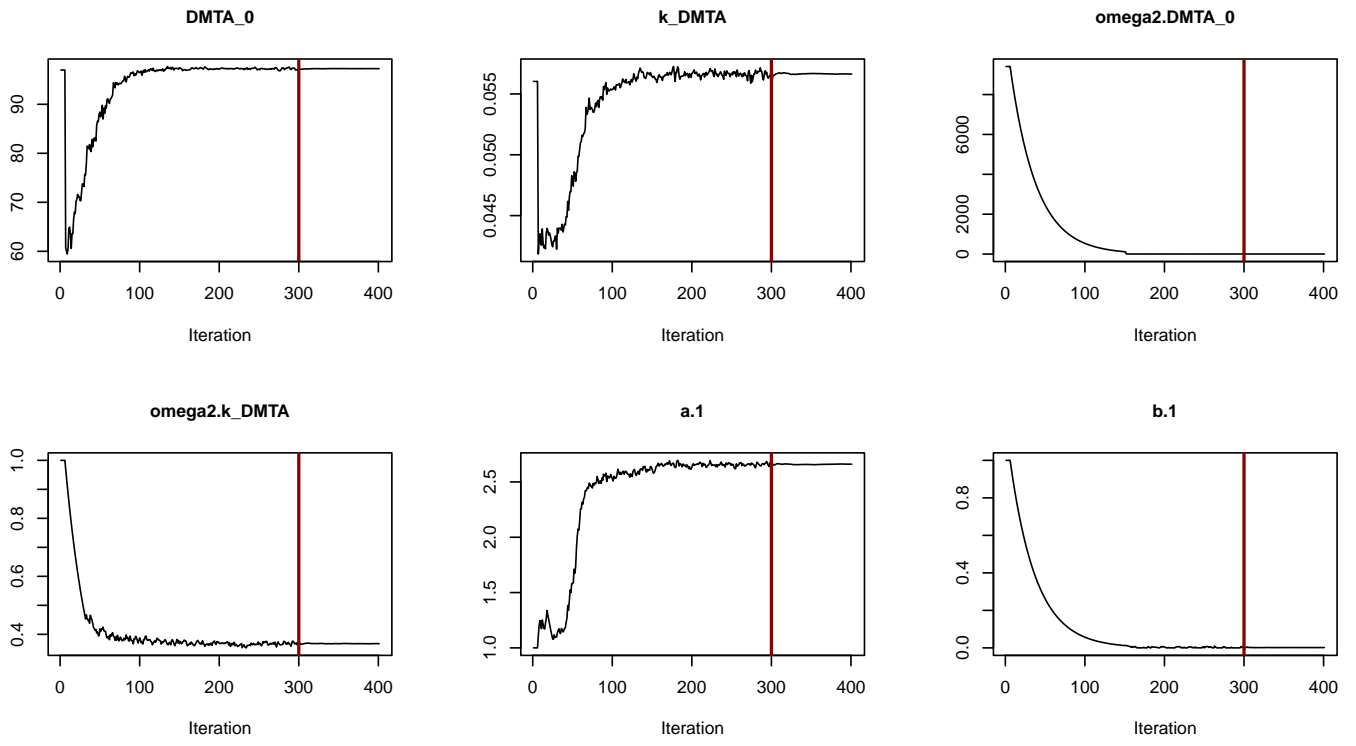 DMTA_0
k_DMTA
omega2.DMTA_0
60 70 80 90
0.045 0.050 0.055
0 2000 6000
0 100 200 300 400
0 100 200 300 400
0 100 200 300 400
Iteration
Iteration
Iteration
omega2.k_DMTA
a.1
b.1
0.4 0.6 0.8 1.0
1.0 1.5 2.0 2.5
0.0 0.4 0.8
0 100 200 300 400
0 100 200 300 400
0 100 200 300 400
Iteration
Iteration
Iteration